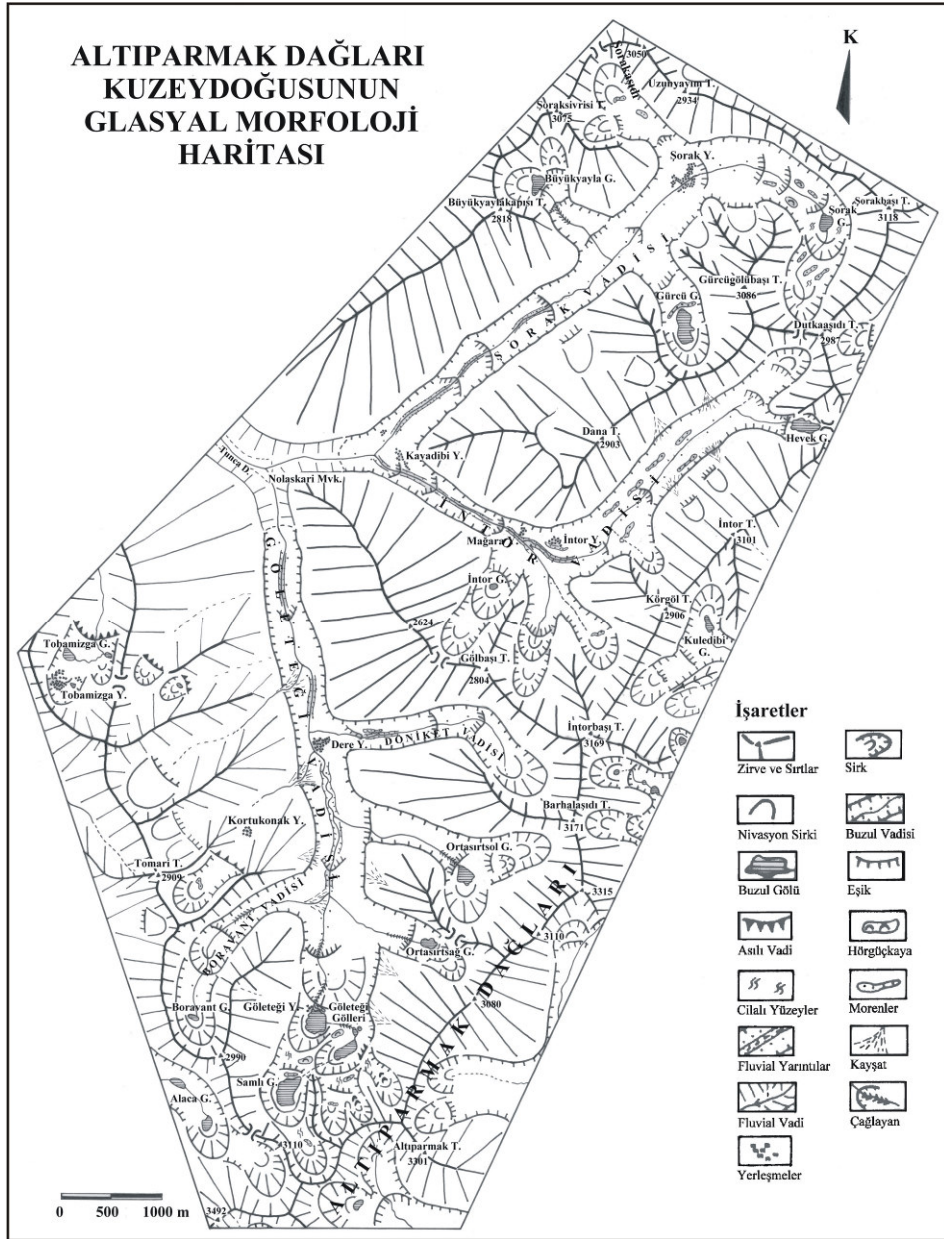 ALTIPARMAK DAĞLARI
KUZEYDOĞUSUNUN
GLASYAL MORFOLOJİ
HARİTASI
K
3050
Şorakaşıdı
Uzunyayım T.
2934
Şoraksivrisi T.
3075
Şorak Y.
Büyükyayla G.
Büyükyaylakapısı T.
2818
Şorak
G.
Şorakbaşı T.
3118
Gürcügölübaşı T.
3086
Gürcü G.
ŞORAK VADİSİ
Dutkaaşıdı T.
2987
Hevek G.
Dana T.
2903
Kayadibi Y.
Tunca D.
Nolaskari Mvk.
İNTOR VADİSİ
Mağara
İntor Y.
İntor T.
3101
İntor G.
Körgöl T.
2906
Kuledibi
G.
2624
Gölbaşı T.
2804
GÖLETEĞİ VADİSİ
Tobamizga G.
Tobamizga Y.
İntorbaşı T.
3169
Dere Y.
DÖNİKET VADİSİ
Barhalaşıdı T.
3171
Kortukonak Y.
Ortasırtsol G.
Tomari T.
2909
3315
3110
BORAVANT VADİSİ
Ortasırtsağ G.
3080
Boravant G.
Göleteği Y.
Göleteği
Gölleri
2990
Samlı G.
Alaca G.
3110
ALTIPARMAK DAĞLARI
Altıparmak T.
3301
3492
0 500 1000 m
İşaretler
Zirve ve Sırtlar
Sirk
Nivasyon Sirki
Buzul Vadisi
Buzul Gölü
Eşik
Asılı Vadi
Hörgüçkaya
Cilalı Yüzeyler
Morenler
Fluvial Yarıntılar
Kayşat
Fluvial Vadi
Çağlayan
Yerleşmeler